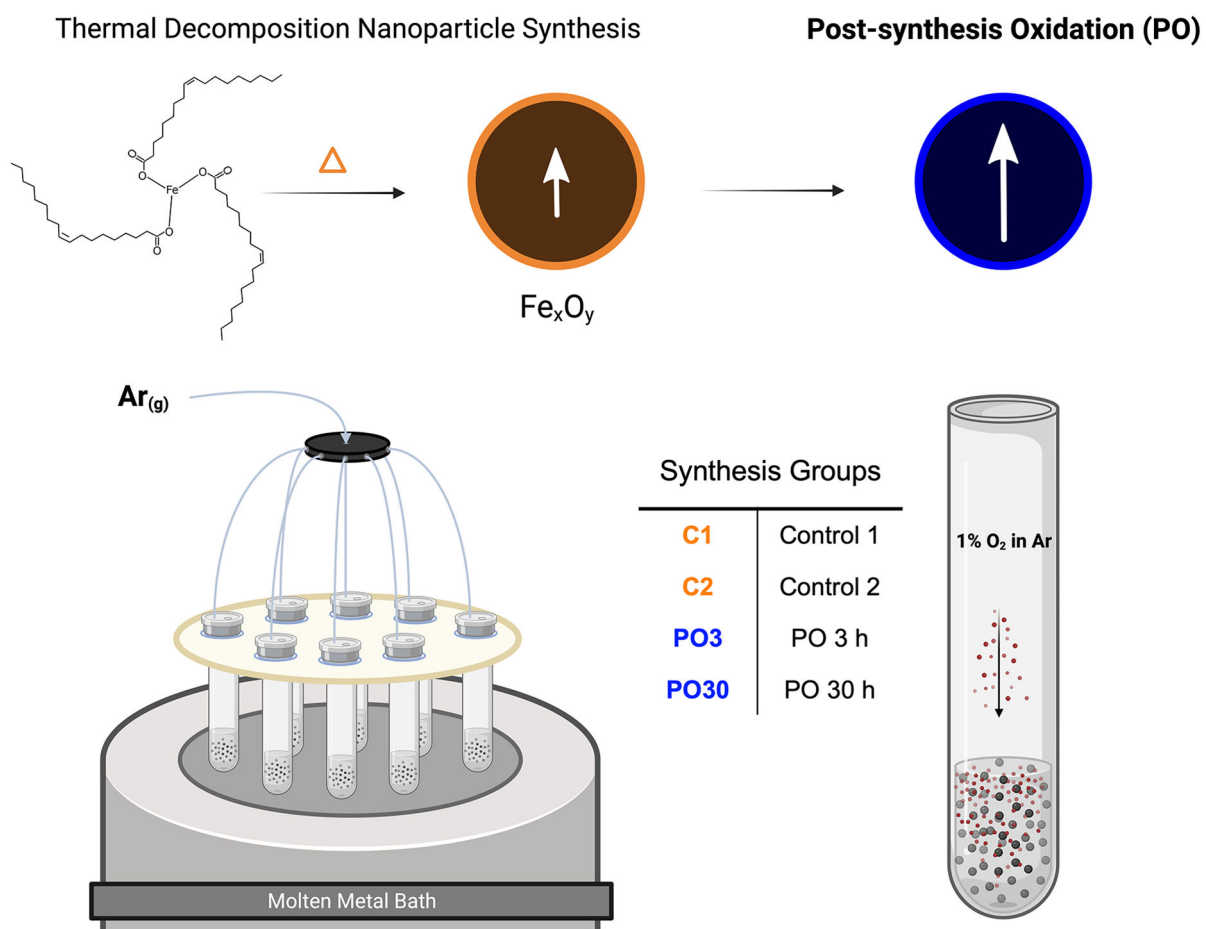 Thermal Decomposition Nanoparticle Synthesis
Post-synthesis Oxidation (PO)
O
O
O
O
Fe
O
O
FeₓOᵧ
Ar(g)
Synthesis Groups
C1 Control 1
C2 Control 2
PO3 PO 3 h
PO30 PO 30 h
1% O₂ in Ar
Molten Metal Bath